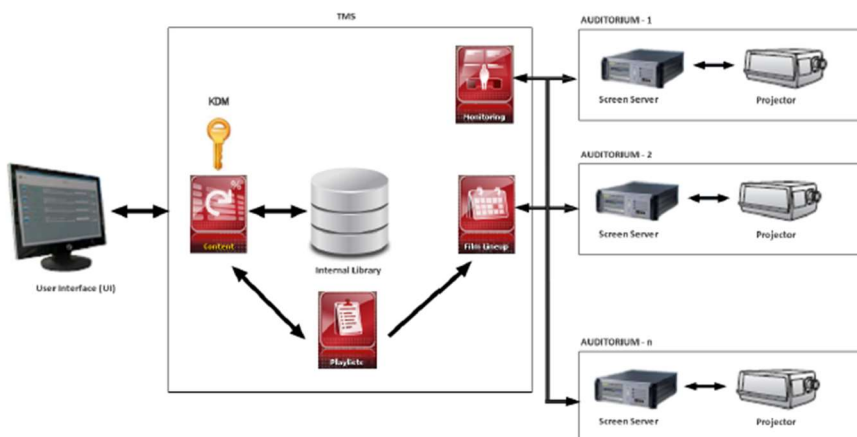 TMS
AUDITORIUM - 1
KDM
Monitoring
Screen Server
Projector
AUDITORIUM - 2
Content
Internal Library
Film Lineup
Screen Server
Projector
User Interface (UI)
Playlists
AUDITORIUM - n
Screen Server
Projector